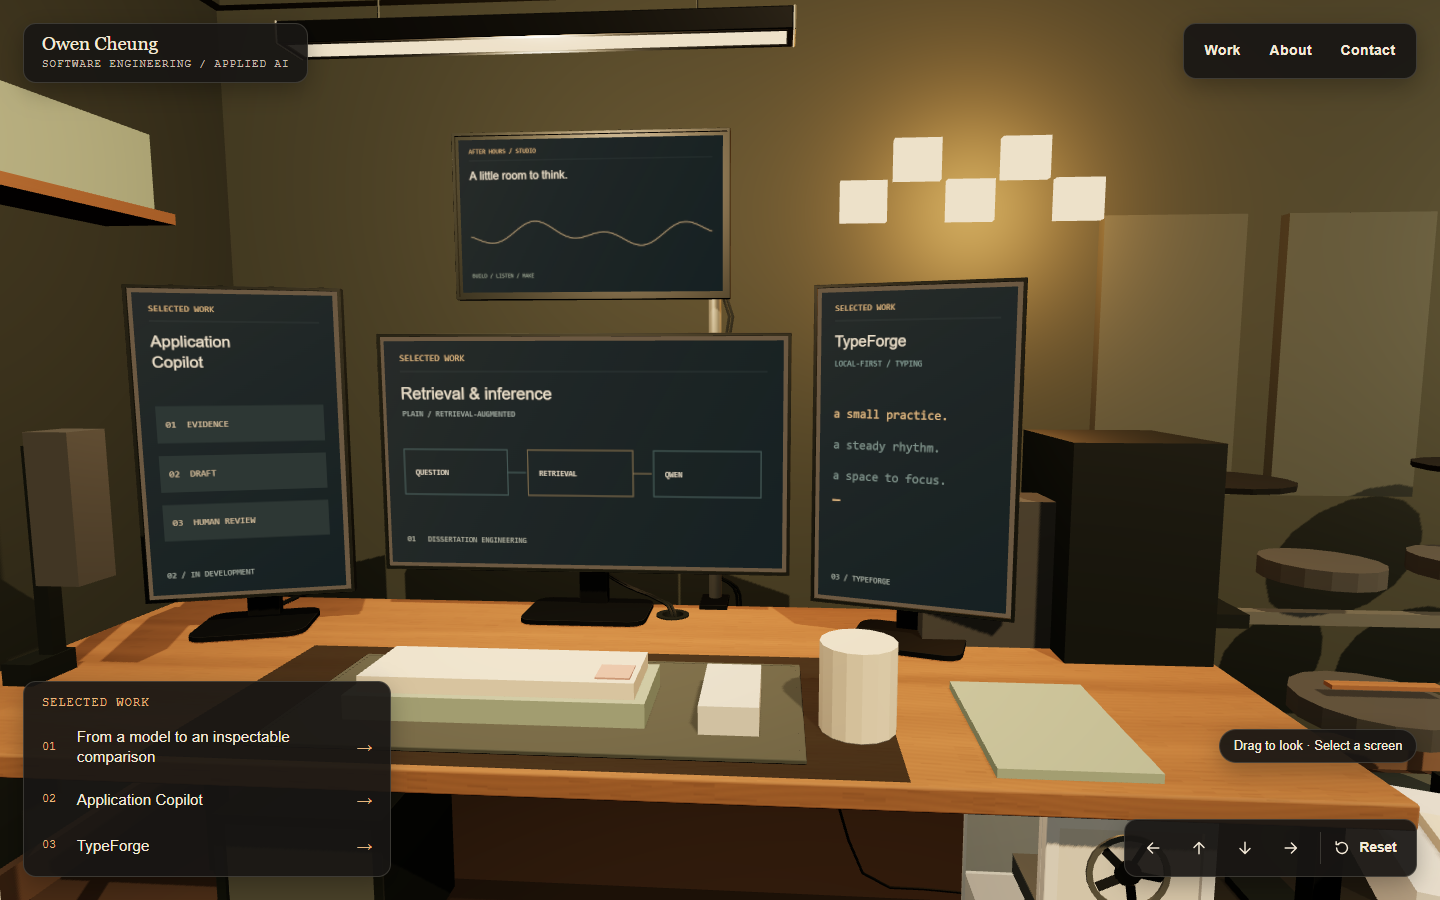 Owen Cheung
SOFTWARE ENGINEERING / APPLIED AI
Work
About
Contact
AFTER HOURS / STUDIO
A little room to think.
BUILD / LISTEN / MAKE
SELECTED WORK
Application
Copilot
01 EVIDENCE
02 DRAFT
03 HUMAN REVIEW
02 / IN DEVELOPMENT
SELECTED WORK
Retrieval & inference
PLAIN / RETRIEVAL-AUGMENTED
QUESTION
RETRIEVAL
QWEN
01 DISSERTATION ENGINEERING
SELECTED WORK
TypeForge
LOCAL-FIRST / TYPING
a small practice.
a steady rhythm.
a space to focus.
03 / TYPEFORGE
SELECTED WORK
01 From a model to an inspectable
comparison →
02 Application Copilot →
03 TypeForge →
Drag to look · Select a screen
← ↑ ↓ → Reset